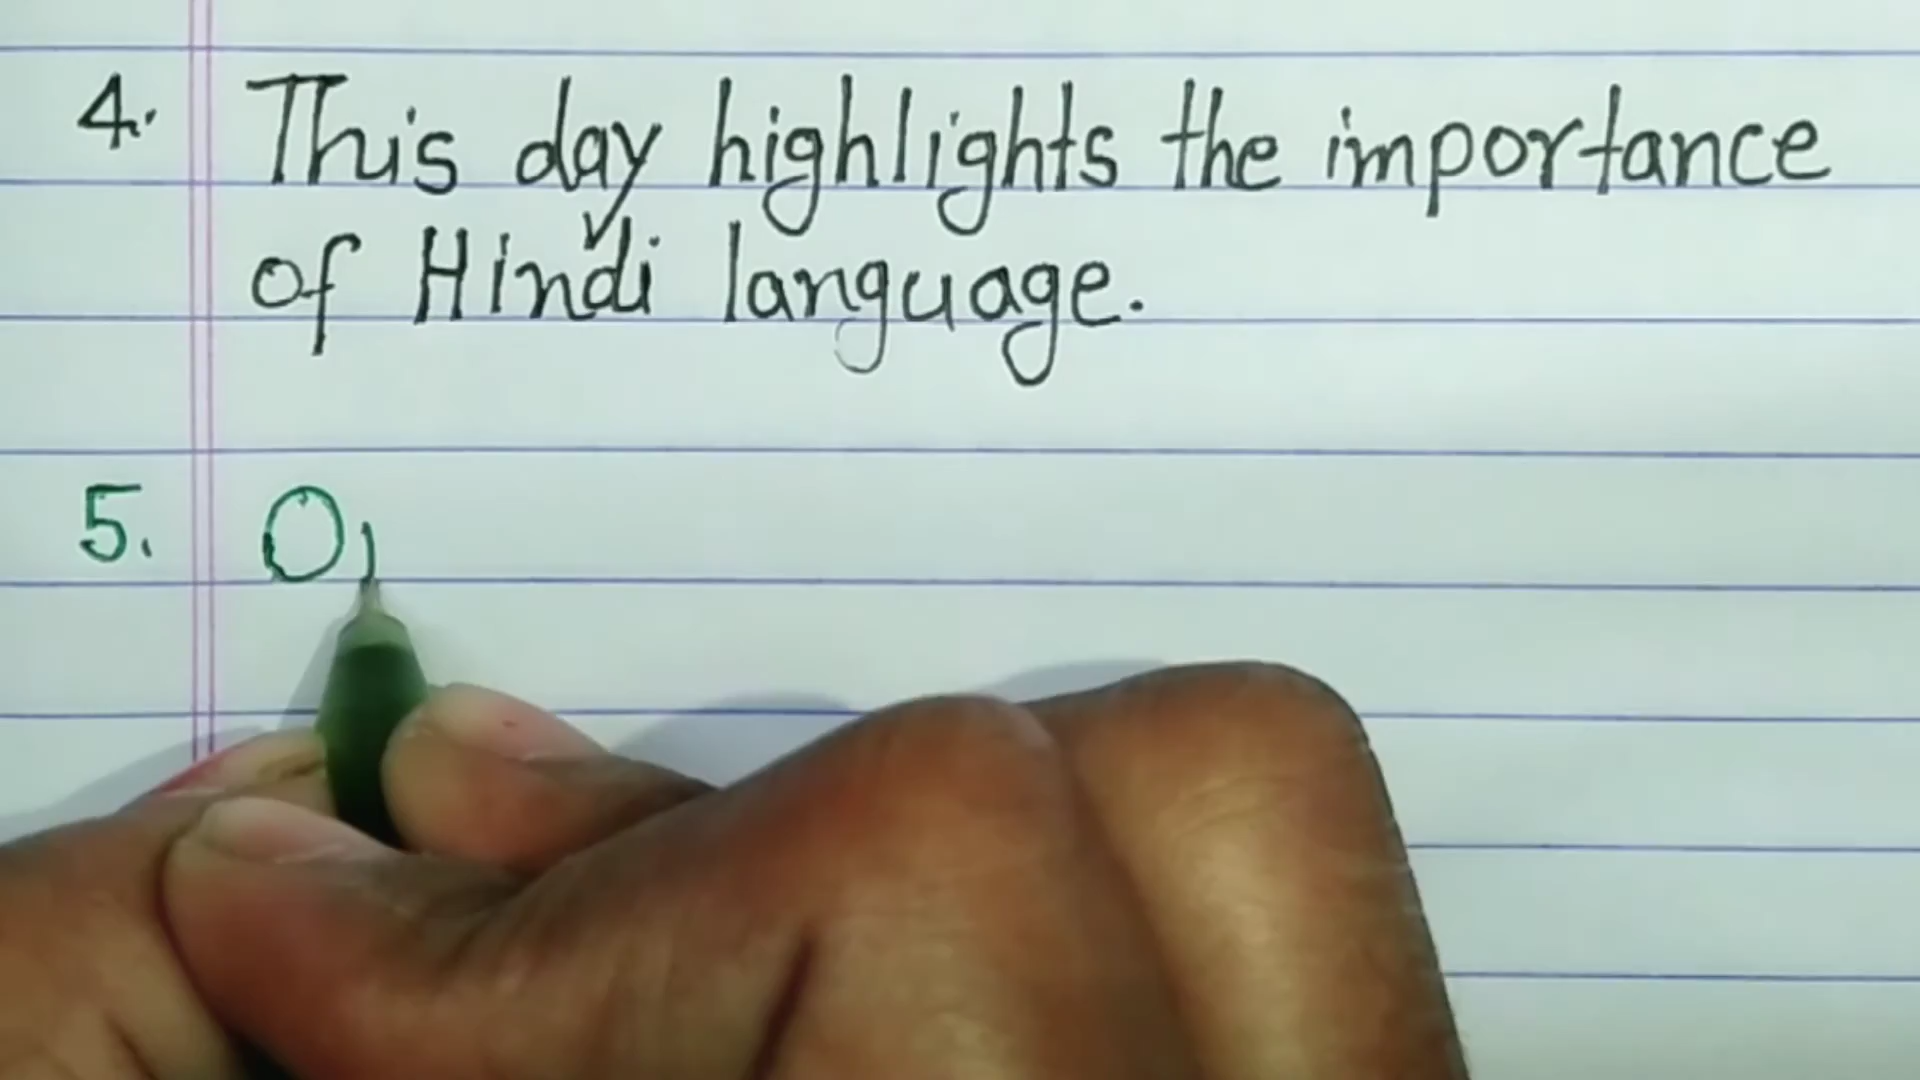 4. This day highlights the importance
of Hindi language.
5. O